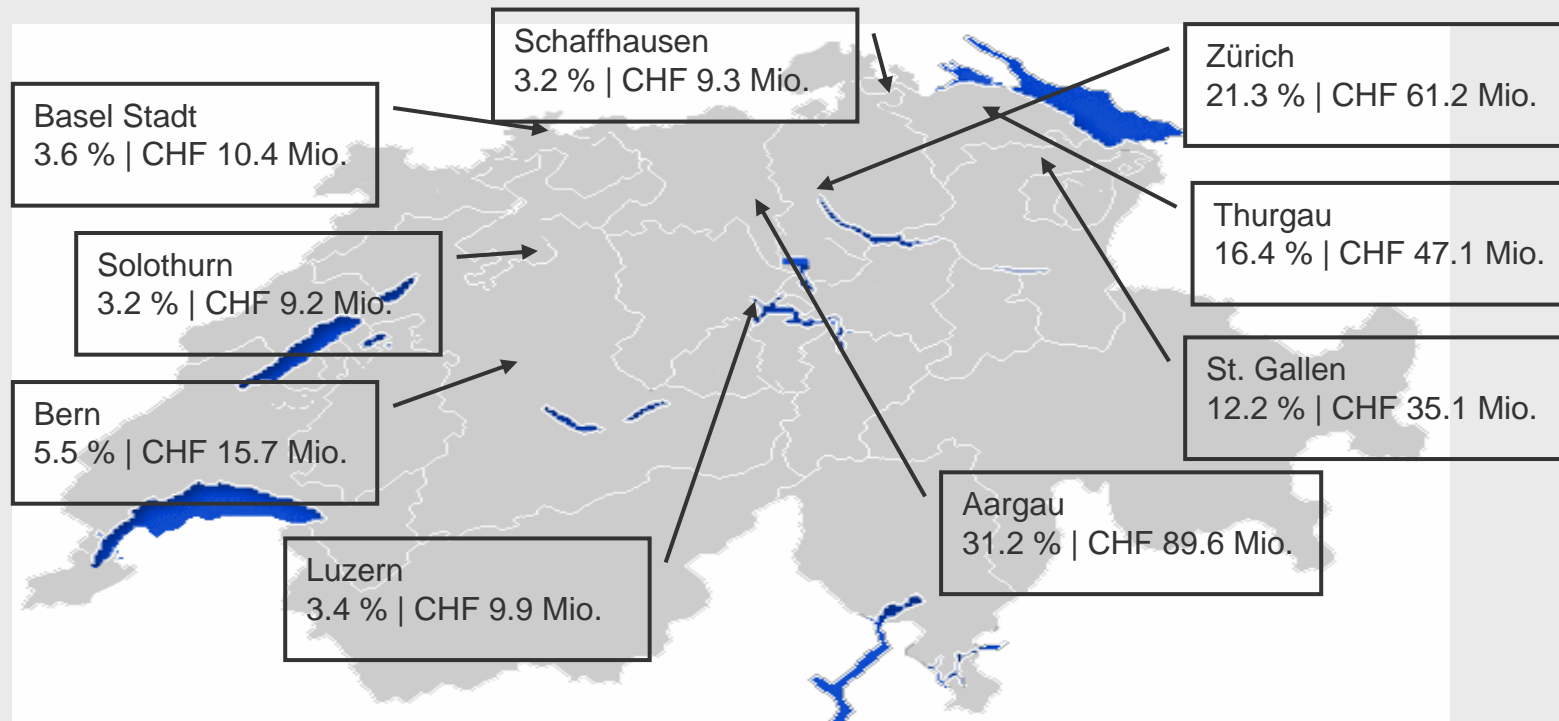 Schaffhausen
3.2 % | CHF 9.3 Mio.
Zürich
21.3 % | CHF 61.2 Mio.
Basel Stadt
3.6 % | CHF 10.4 Mio.
Thurgau
16.4 % | CHF 47.1 Mio.
Solothurn
3.2 % | CHF 9.2 Mio.
St. Gallen
12.2 % | CHF 35.1 Mio.
Bern
5.5 % | CHF 15.7 Mio.
Aargau
31.2 % | CHF 89.6 Mio.
Luzern
3.4 % | CHF 9.9 Mio.